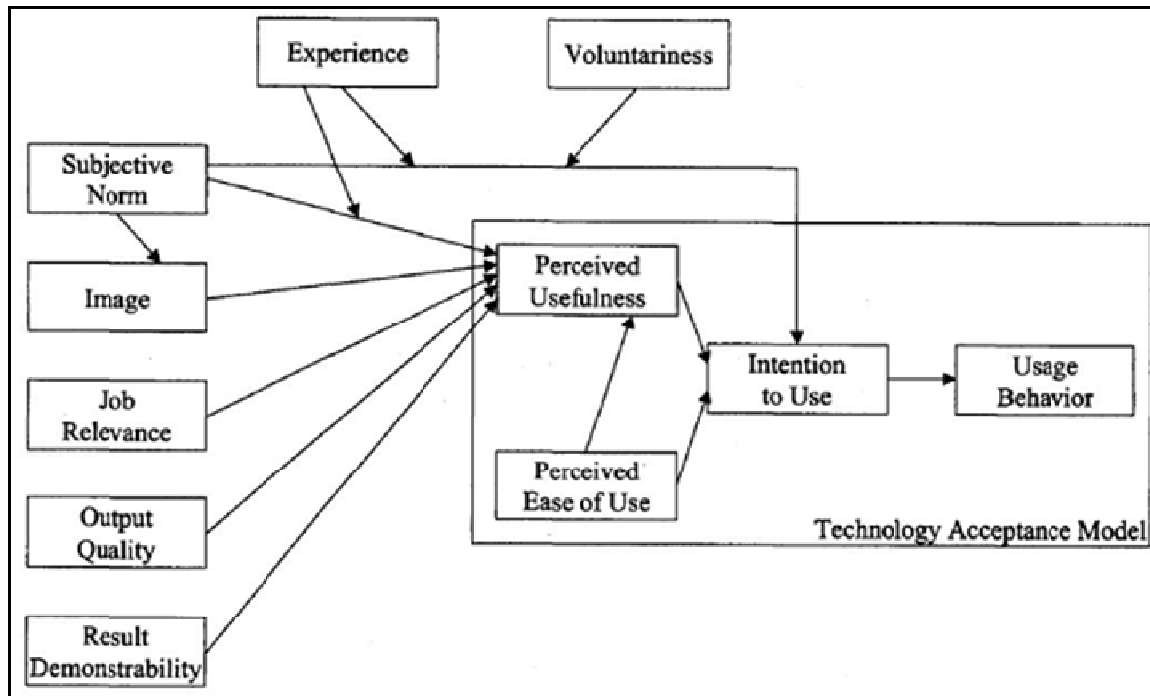 Experience
Voluntariness
Subjective
Norm
Image
Job
Relevance
Output
Quality
Result
Demonstrability
Perceived
Usefulness
Perceived
Ease of Use
Intention
to Use
Usage
Behavior
Technology Acceptance Model